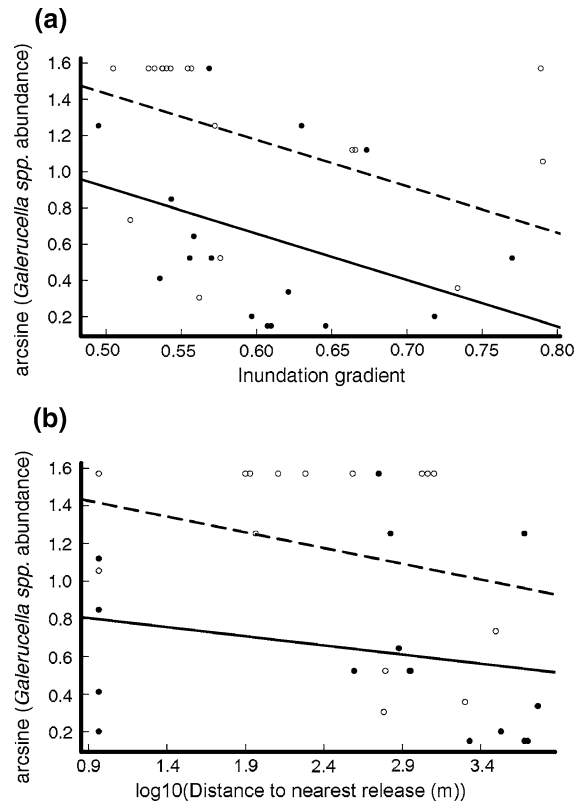 (a)
arcsine (Galerucella spp. abundance)
1.6
1.4
1.2
1.0
0.8
0.6
0.4
0.2
0.50 0.55 0.60 0.65 0.70 0.75 0.80
Inundation gradient
(b)
arcsine (Galerucella spp. abundance)
1.6
1.4
1.2
1.0
0.8
0.6
0.4
0.2
0.9 1.4 1.9 2.4 2.9 3.4
log10(Distance to nearest release (m))